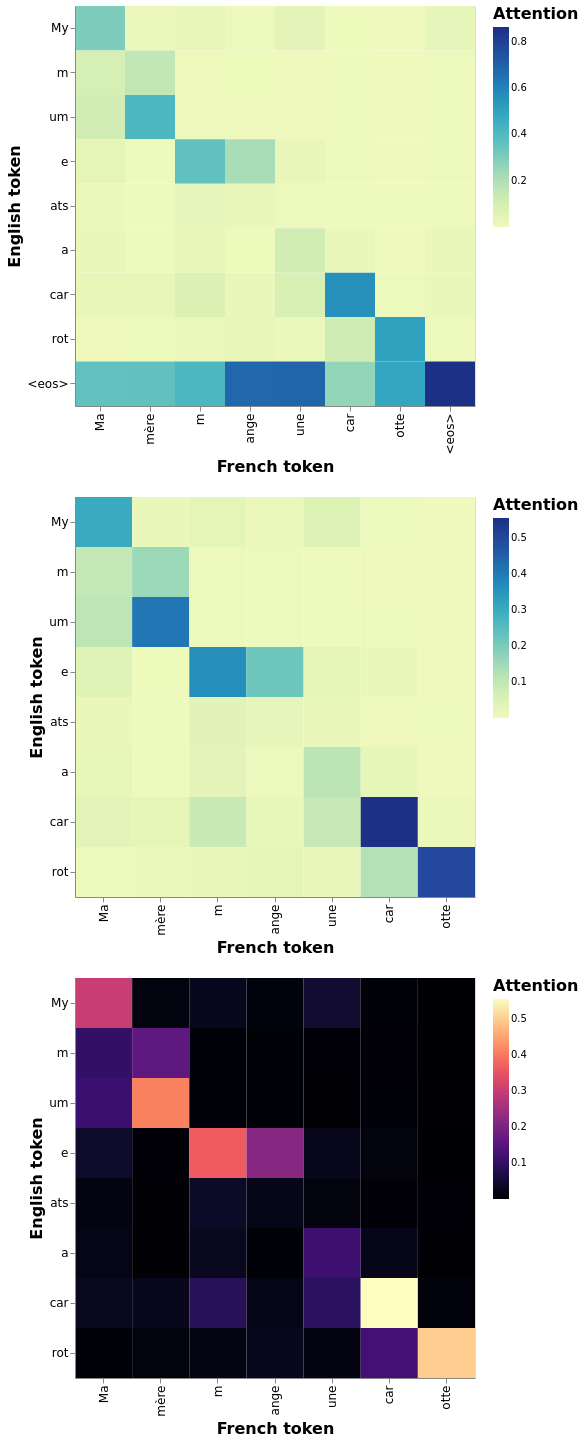 Attention
My
m
um
e
ats
a
car
rot
<eos>
English token
0.8
0.6
0.4
0.2
Ma
mère
m
ange
une
car
otte
<eos>
French token
Attention
My
m
um
e
ats
a
car
rot
English token
0.5
0.4
0.3
0.2
0.1
Ma
mère
m
ange
une
car
otte
French token
Attention
My
m
um
e
ats
a
car
rot
English token
0.5
0.4
0.3
0.2
0.1
Ma
mère
m
ange
une
car
otte
French token